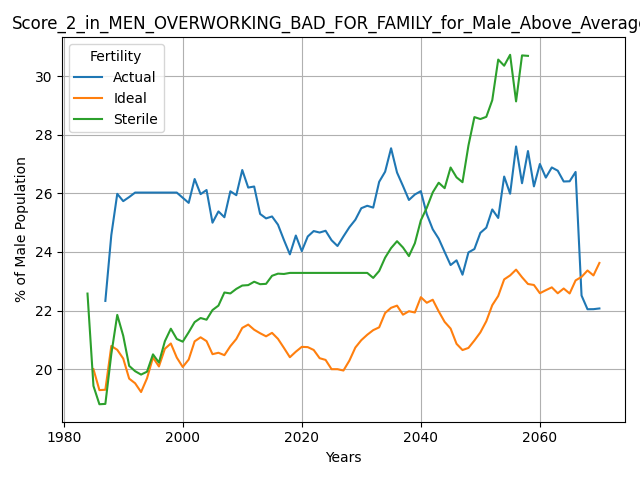 Score_2_in_MEN_OVERWORKING_BAD_FOR_FAMILY_for_Male_Above_Average
Fertility
Actual
Ideal
Sterile
% of Male Population
30
28
26
24
22
20
1980
2000
2020
2040
2060
Years